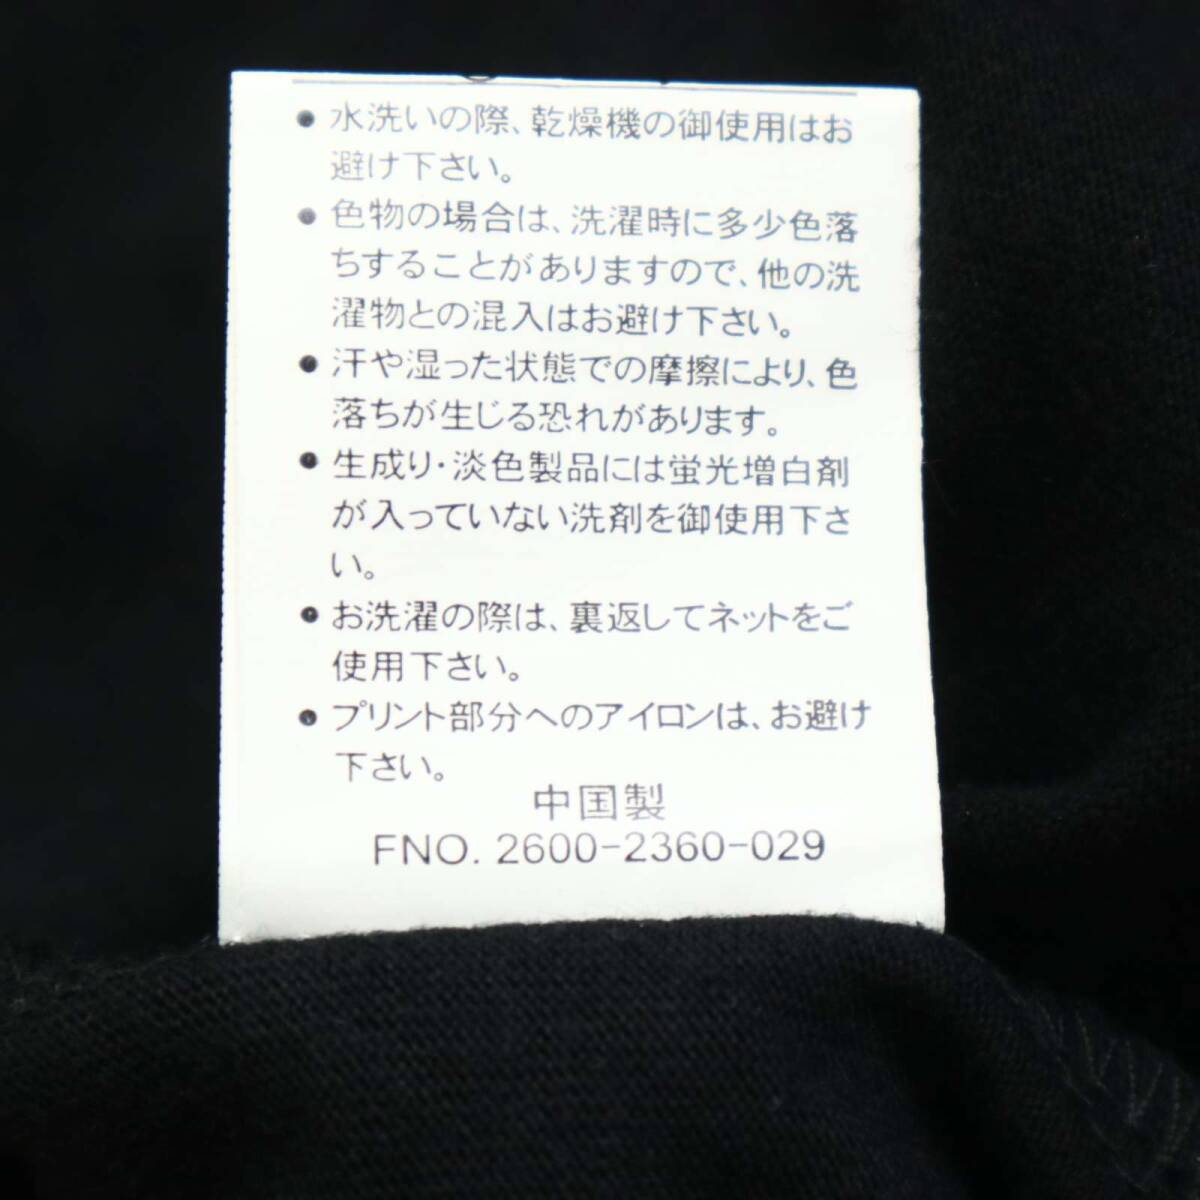 ● 水洗いの際、乾燥機の御使用はお
避け下さい。
● 色物の場合は、洗濯時に多少色落
ちすることがありますので、他の洗
濯物との混入はお避け下さい。
● 汗や湿った状態での摩擦により、色
落ちが生じる恐れがあります。
● 生成り・淡色製品には蛍光増白剤
が入っていない洗剤を御使用下さ
い。
● お洗濯の際は、裏返してネットをご
使用下さい。
● プリント部分へのアイロンは、お避け
下さい。
中国製
FNO. 2600-2360-029